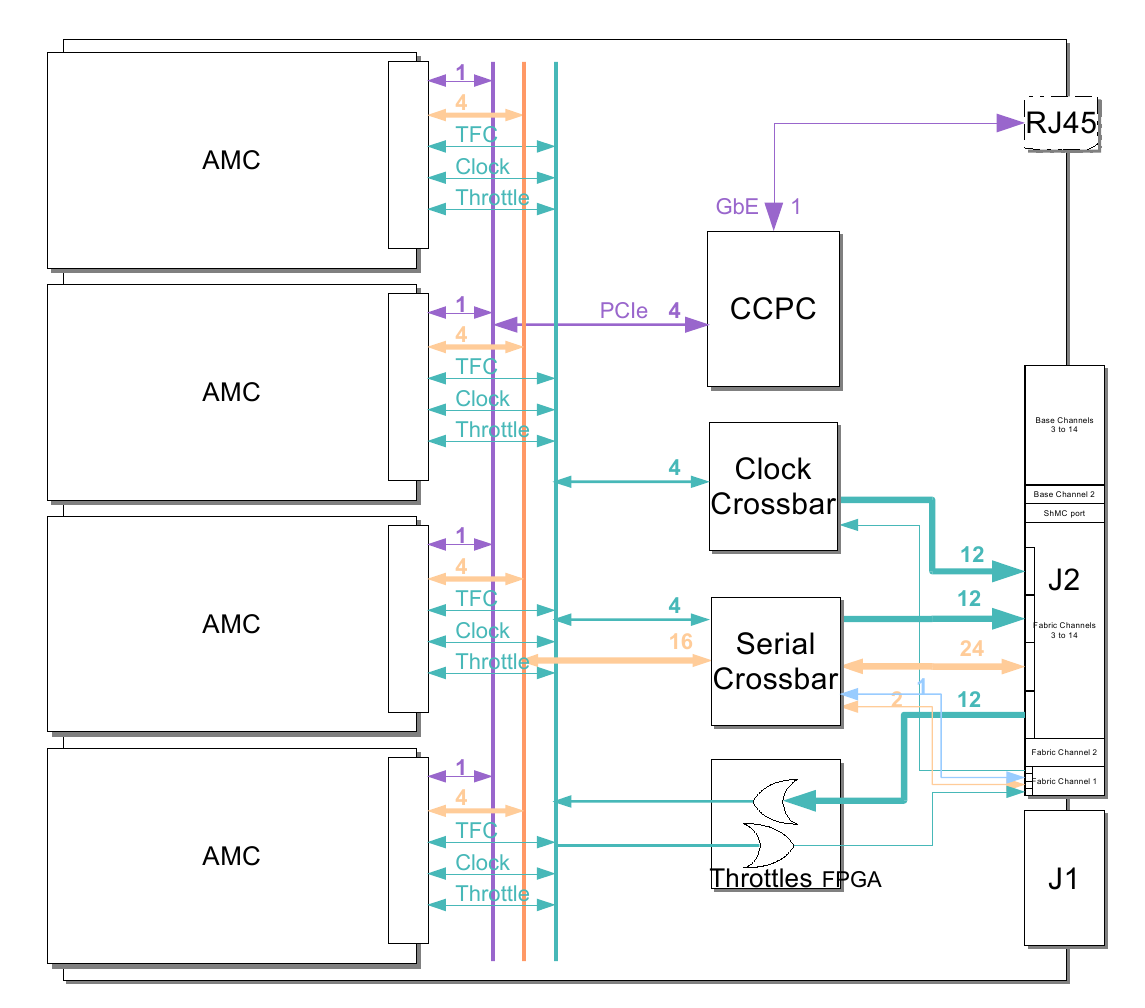 AMC
1
4
TFC
Clock
Throttle
RJ45
GbE 1
CCPC
PCIe 4
AMC
1
4
TFC
Clock
Throttle
Base Channels
3 to 14
Base Channel 2
ShMC port
4
Clock
Crossbar
12
J2
AMC
1
4
TFC
Clock
Throttle
4
16
Serial
Crossbar
12
Fabric Channels
3 to 14
24
1
2
12
Fabric Channel 2
Fabric Channel 1
AMC
1
4
TFC
Clock
Throttle
Throttles FPGA
J1